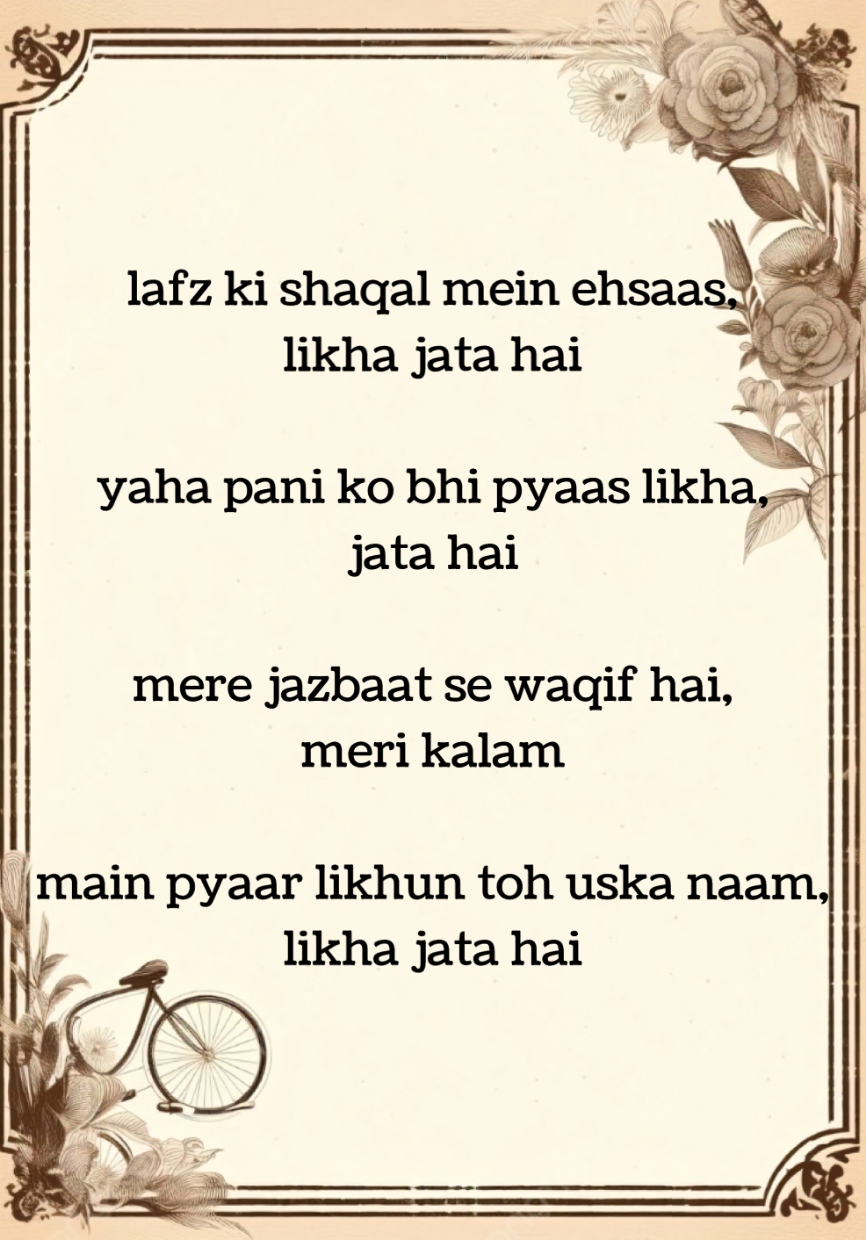 lafz ki shaqal mein ehsaas,
likha jata hai
yaha pani ko bhi pyaas likha,
jata hai
mere jazbaat se waqif hai,
meri kalam
main pyaar likhun toh uska naam,
likha jata hai